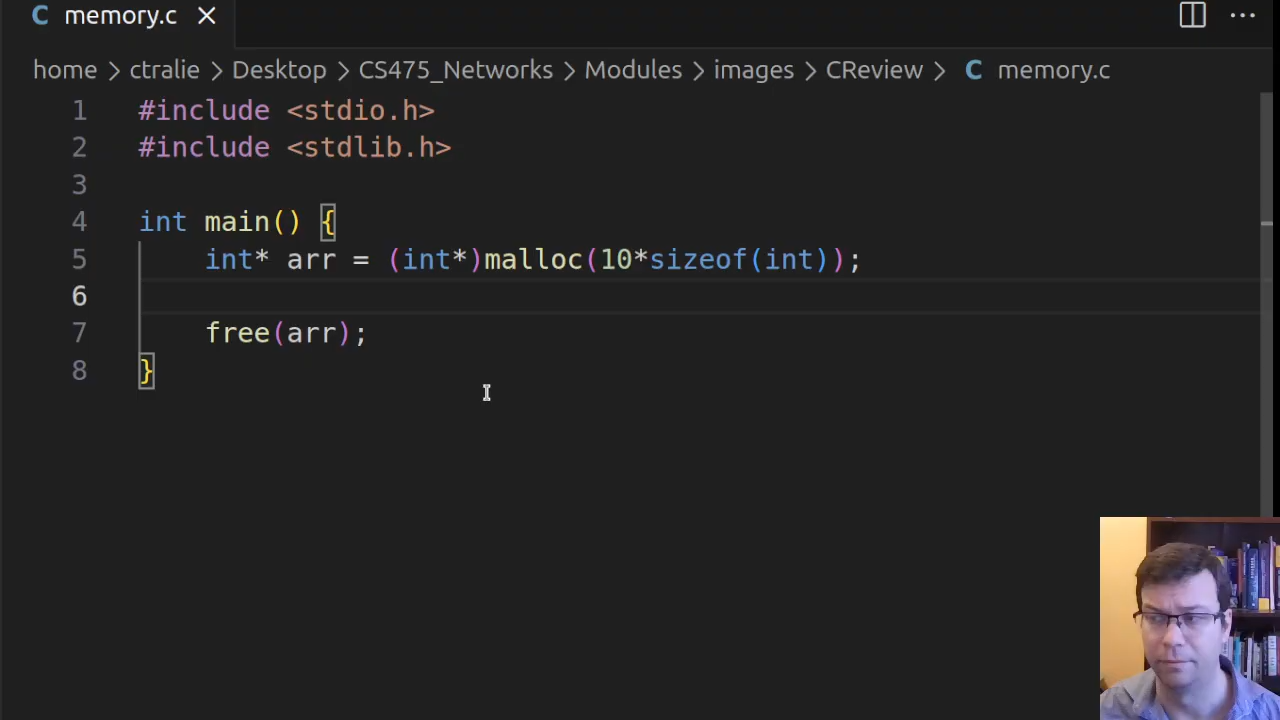 C memory.c ×
home > ctralie > Desktop > CS475_Networks > Modules > images > CReview > C memory.c
1 #include <stdio.h>
2 #include <stdlib.h>
3
4 int main() {
5     int* arr = (int*)malloc(10*sizeof(int));
6
7     free(arr);
8 }